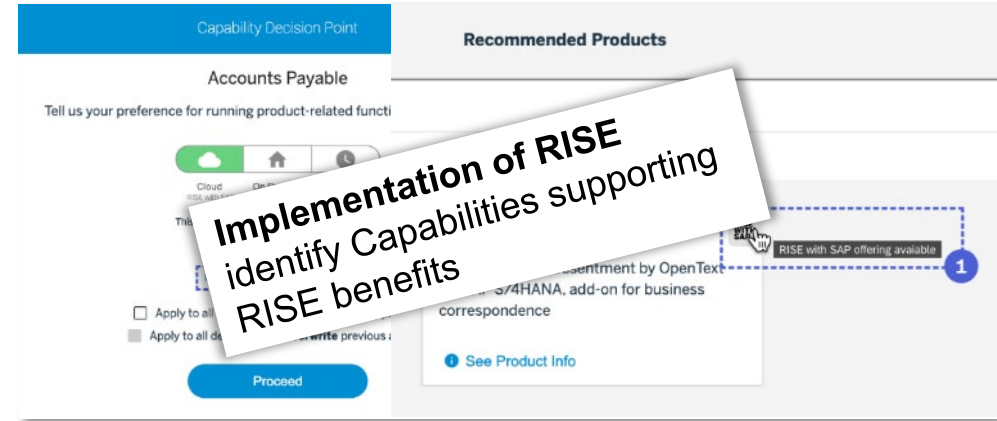 Capability Decision Point
Accounts Payable
Tell us your preference for running product-related functi
Cloud
This
Apply to all
Apply to all de
write previous a
Proceed
Recommended Products
Implementation of RISE
identify Capabilities supporting
RISE benefits
RISE with SAP offering avaiable
1
sentment by OpenText
S/4HANA, add-on for business
correspondence
See Product Info